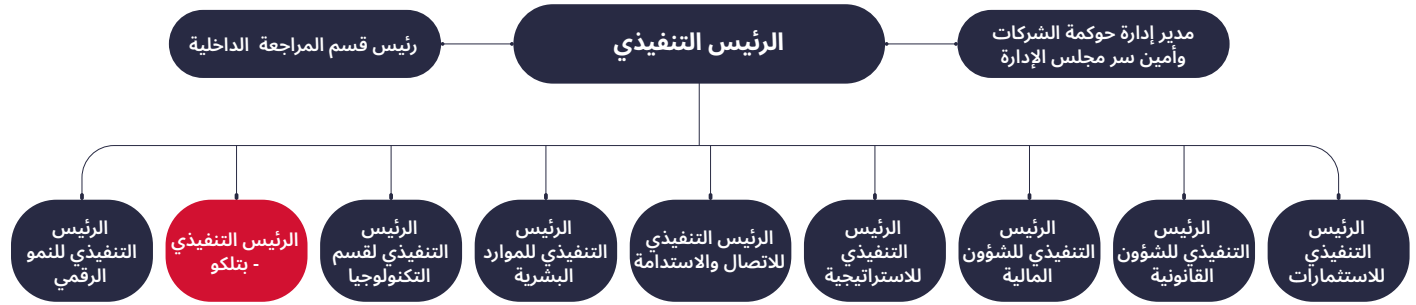 مدير إدارة حوكمة الشركات
وأمين سر مجلس الإدارة
الرئيس التنفيذي
رئيس قسم المراجعة الداخلية
الرئيس
التنفيذي
للاستثمارات
الرئيس
التنفيذي للشؤون
القانونية
الرئيس
التنفيذي للشؤون
المالية
الرئيس
التنفيذي
للاستراتيجية
الرئيس التنفيذي
للاتصال والاستدامة
الرئيس
التنفيذي للموارد
البشرية
الرئيس
التنفيذي لقسم
التكنولوجيا
الرئيس التنفيذي
- بتلكو
الرئيس
التنفيذي للنمو
الرقمي